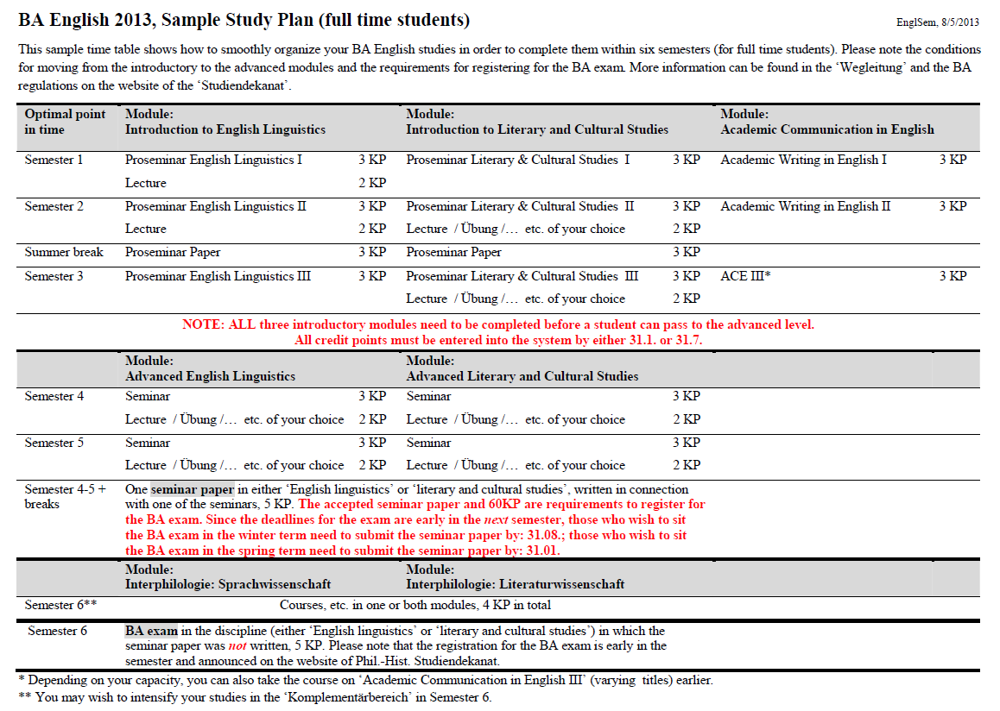 BA English 2013, Sample Study Plan (full time students) EnglSem, 8/5/2013
This sample time table shows how to smoothly organize your BA English studies in order to complete them within six semesters (for full time students). Please note the conditions
for moving from the introductory to the advanced modules and the requirements for registering for the BA exam. More information can be found in the ‘Wegleitung’ and the BA
regulations on the website of the ‘Studiendekanat’.
Optimal point Module: Module: Module:
in time Introduction to English Linguistics Introduction to Literary and Cultural Studies Academic Communication in English
Semester 1 Proseminar English Linguistics I 3 KP Proseminar Literary & Cultural Studies I 3 KP Academic Writing in English I 3 KP
Lecture 2 KP
Semester 2 Proseminar English Linguistics II 3 KP Proseminar Literary & Cultural Studies II 3 KP Academic Writing in English II 3 KP
Lecture 2 KP Lecture / Übung /… etc. of your choice 2 KP
Summer break Proseminar Paper 3 KP Proseminar Paper 3 KP
Semester 3 Proseminar English Linguistics III 3 KP Proseminar Literary & Cultural Studies III 3 KP ACE III* 3 KP
Lecture / Übung /… etc. of your choice 2 KP
NOTE: ALL three introductory modules need to be completed before a student can pass to the advanced level.
All credit points must be entered into the system by either 31.1. or 31.7.
Module: Module:
Advanced English Linguistics Advanced Literary and Cultural Studies
Semester 4 Seminar 3 KP Seminar 3 KP
Lecture / Übung /… etc. of your choice 2 KP Lecture / Übung /… etc. of your choice 2 KP
Semester 5 Seminar 3 KP Seminar 3 KP
Lecture / Übung /… etc. of your choice 2 KP Lecture / Übung /… etc. of your choice 2 KP
Semester 4-5 + One seminar paper in either ‘English linguistics’ or ‘literary and cultural studies’, written in connection
breaks with one of the seminars, 5 KP. The accepted seminar paper and 60KP are requirements to register for
the BA exam. Since the deadlines for the exam are early in the next semester, those who wish to sit
the BA exam in the winter term need to submit the seminar paper by: 31.08.; those who wish to sit
the BA exam in the spring term need to submit the seminar paper by: 31.01.
Module: Module:
Interphilologie: Sprachwissenschaft Interphilologie: Literaturwissenschaft
Semester 6** Courses, etc. in one or both modules, 4 KP in total
Semester 6 BA exam in the discipline (either ‘English linguistics’ or ‘literary and cultural studies’) in which the
seminar paper was not written, 5 KP. Please note that the registration for the BA exam is early in the
semester and announced on the website of Phil.-Hist. Studiendekanat.
* Depending on your capacity, you can also take the course on ‘Academic Communication in English III’ (varying titles) earlier.
** You may wish to intensify your studies in the ‘Komplementärbereich’ in Semester 6.